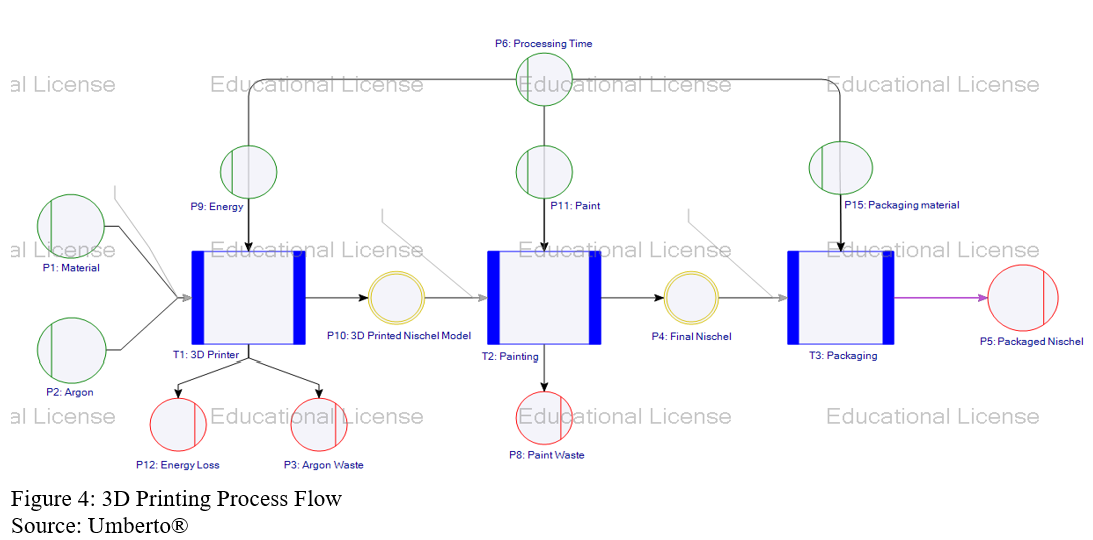 P6: Processing Time
al License Educational License Educational License Educational License
P9: Energy
P11: Paint
P15: Packaging material
al License Educational License Educational License Educational License
P1: Material
P10: 3D Printed Nischel Model
P4: Final Nischel
P5: Packaged Nischel
T1: 3D Printer
T2: Painting
T3: Packaging
P2: Argon
al License Educational License Educational License Educational License
P12: Energy Loss
P3: Argon Waste
P8: Paint Waste
Figure 4: 3D Printing Process Flow
Source: Umberto®